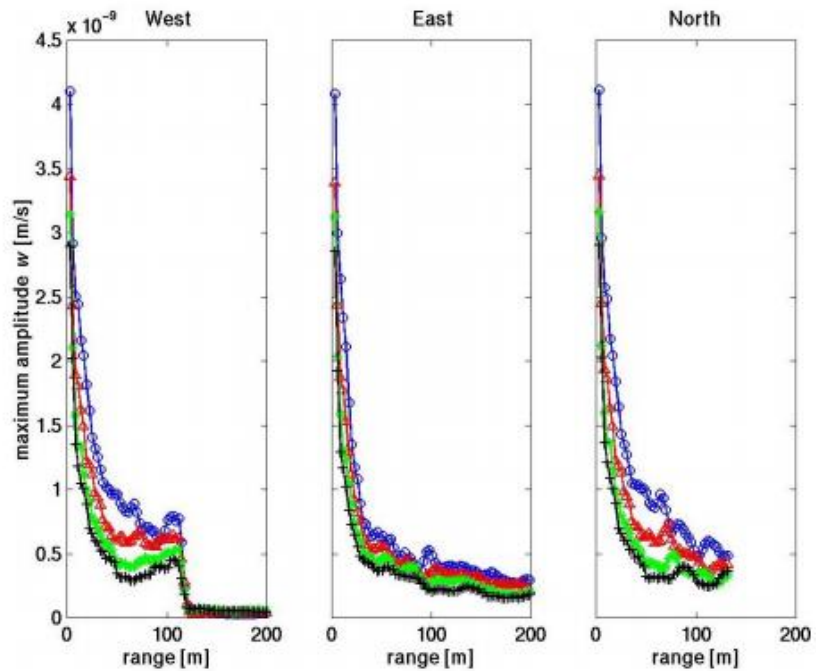 x 10⁻⁹
West
East
North
maximum amplitude w [m/s]
4.5
4
3.5
3
2.5
2
1.5
1
0.5
0
0 100 200
0 100 200
0 100 200
range [m]
range [m]
range [m]